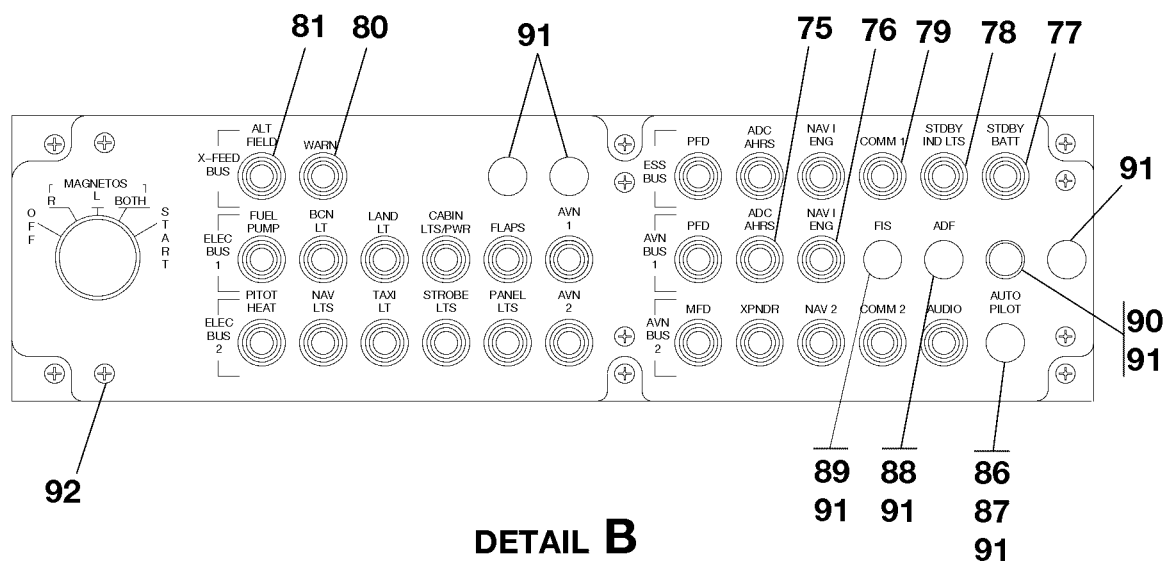 81 80 91 75 76 79 78 77
ALT FIELD
WARN
X-FEED BUS
PFD
ADC AHRS
NAV I ENG
COMM 1
STDBY IND LTS
STDBY BATT
ESS BUS
91
MAGNETOS
OFF R L BOTH START
FUEL PUMP
BCN LT
LAND LT
CABIN LTS/PWR
FLAPS
AVN 1
ELEC BUS 1
PFD
ADC AHRS
NAV I ENG
FIS
ADF
AVN BUS 1
PITOT HEAT
NAV LTS
TAXI LT
STROBE LTS
PANEL LTS
AVN 2
ELEC BUS 2
MFD
XPNDR
NAV 2
COMM 2
AUDIO
AUTO PILOT
AVN BUS 2
90
91
92
89
91
88
91
86
87
91
DETAIL B